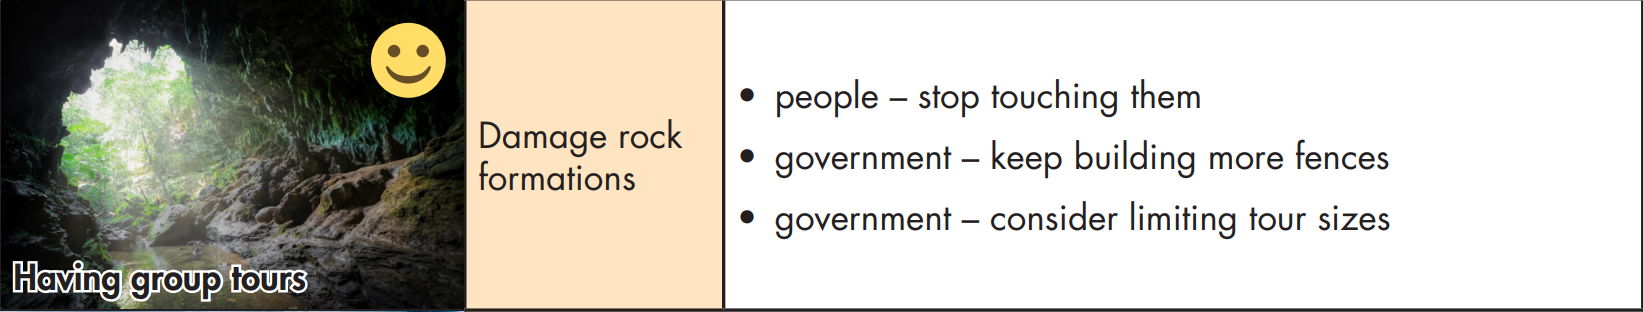 Having group tours
Damage rock
formations
• people – stop touching them
• government – keep building more fences
• government – consider limiting tour sizes